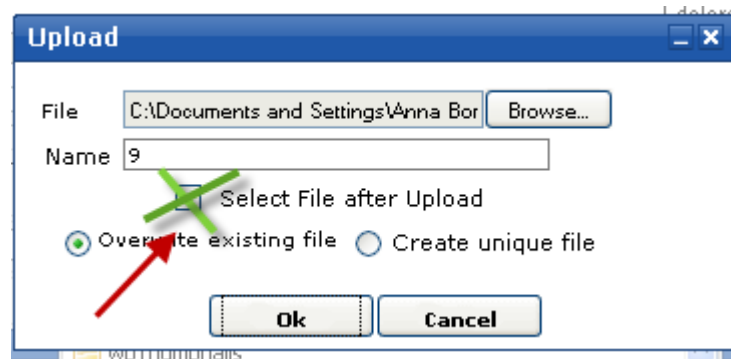 Upload
File C:\Documents and Settings\Anna Bor Browse...
Name 9
Select File after Upload
Overwrite existing file Create unique file
Ok Cancel